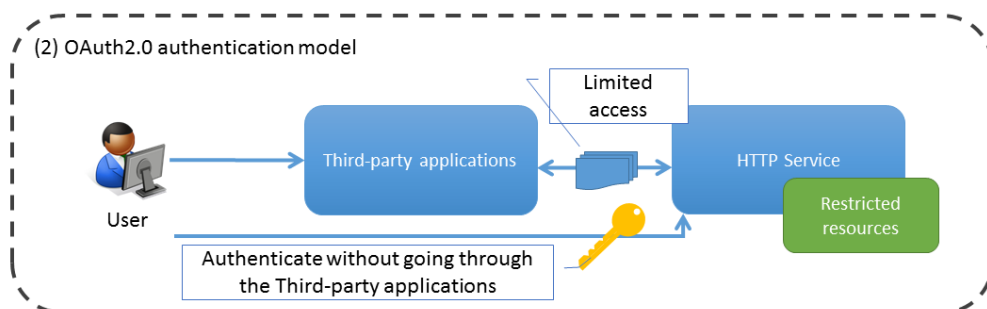 (2) OAuth2.0 authentication model
Limited
access
Third-party applications
HTTP Service
Restricted
resources
User
Authenticate without going through
the Third-party applications